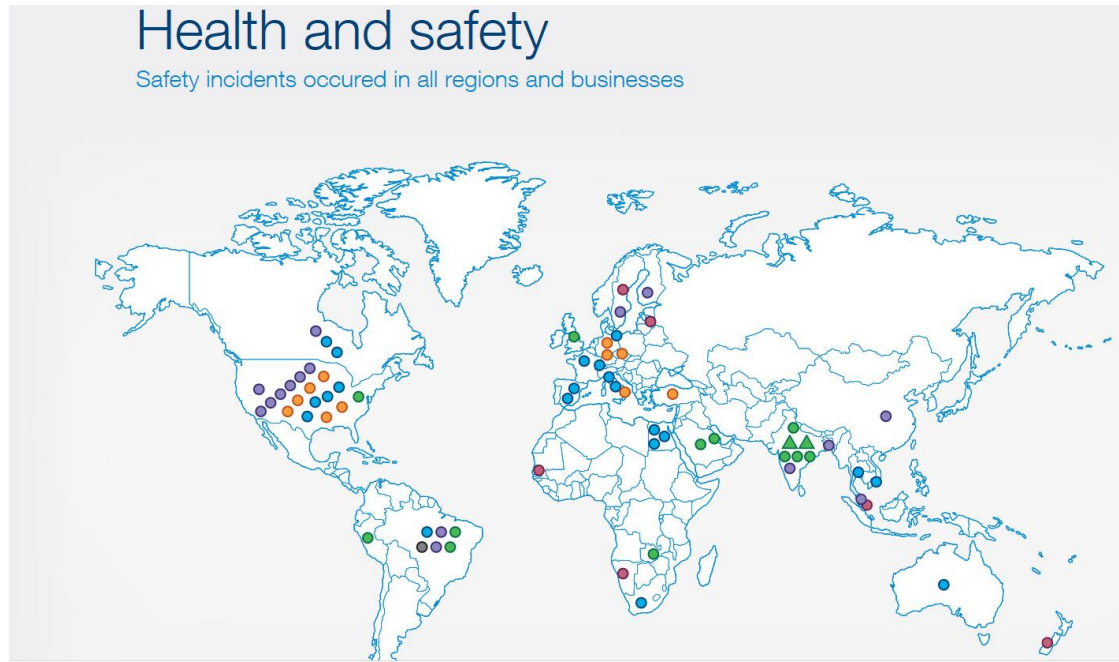 Health and safety
Safety incidents occured in all regions and businesses